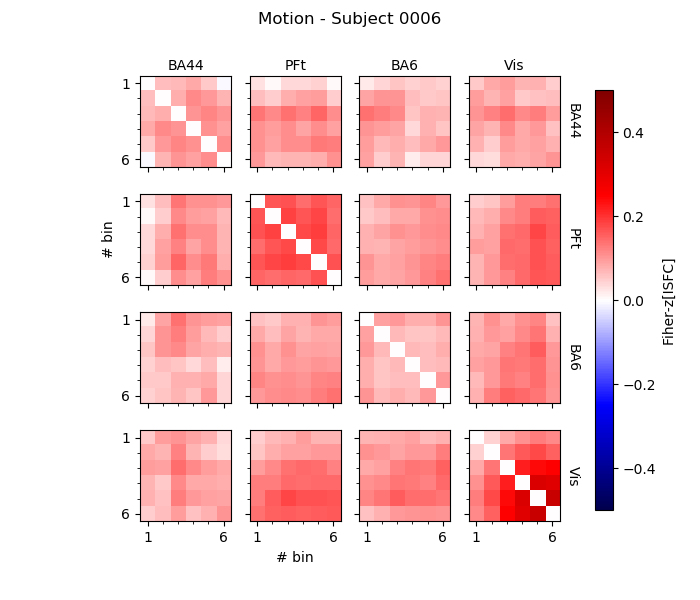 Motion - Subject 0006
BA44 PFt BA6 Vis
1
6
BA44
1
6
PFt
# bin
1
6
BA6
1
6
Vis
1 6 1 6 1 6 1 6
# bin
0.4
0.2
0.0
−0.2
−0.4
Fiher-z[ISFC]